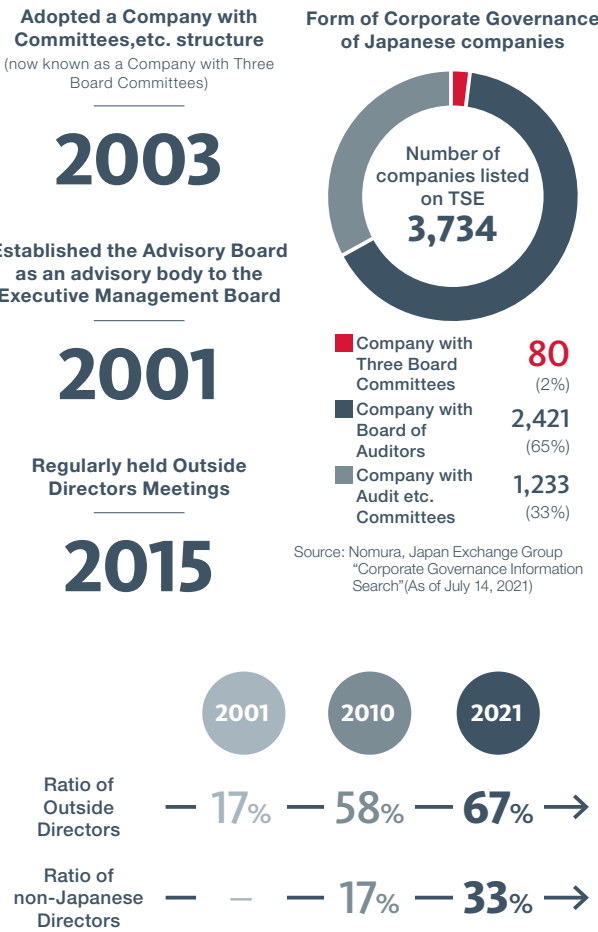 Adopted a Company with
Committees,etc. structure
(now known as a Company with Three
Board Committees)
2003
Established the Advisory Board
as an advisory body to the
Executive Management Board
2001
Regularly held Outside
Directors Meetings
2015
Form of Corporate Governance
of Japanese companies
Number of
companies listed
on TSE
3,734
Company with
Three Board
Committees
80
(2%)
Company with
Board of
Auditors
2,421
(65%)
Company with
Audit etc.
Committees
1,233
(33%)
Source: Nomura, Japan Exchange Group
“Corporate Governance Information
Search”(As of July 14, 2021)
2001 2010 2021
Ratio of
Outside
Directors
17% 58% 67%
Ratio of
non-Japanese
Directors
– 17% 33%